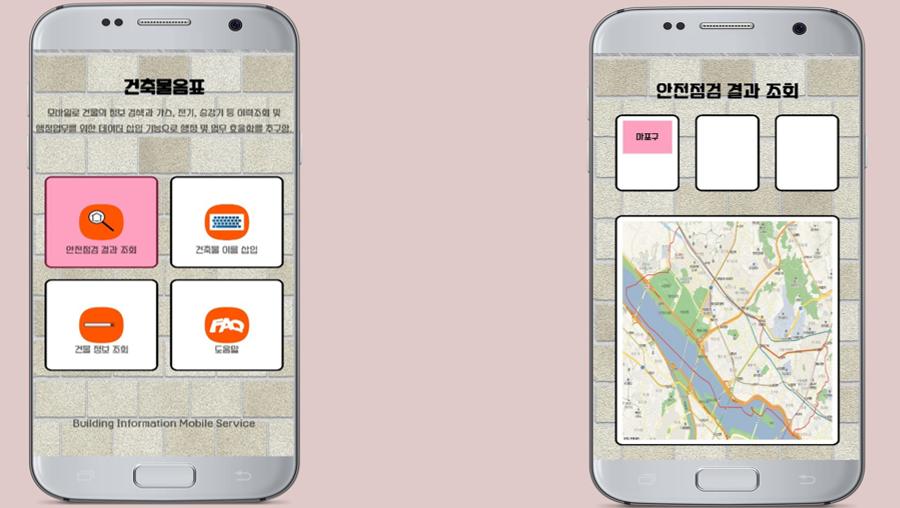 건축물음표
모바일로 건물의 정보 검색과 가스, 전기, 승강기 등 이력조회 및
행정업무를 위한 데이터 삽입 기능으로 행정 및 업무 효율화를 추구함.
안전점검 결과 조회
건축물 이름 삽입
건물 정보 조회
FAQ
도움말
Building Information Mobile Service
안전점검 결과 조회
마포구